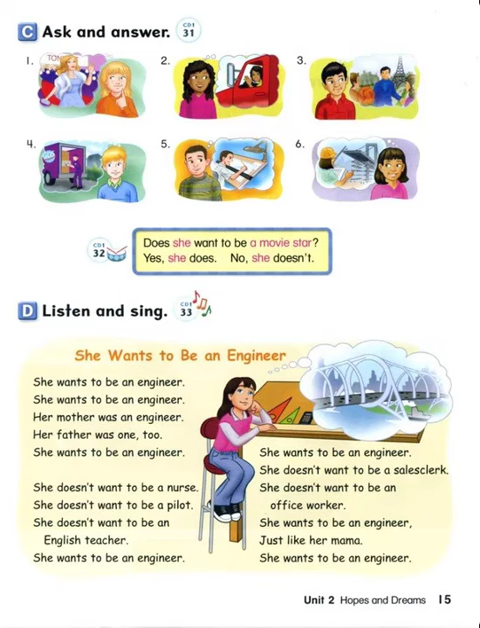 C Ask and answer. CD1 31
1.
2.
3.
4.
5.
6.
CD1 32
Does she want to be a movie star?
Yes, she does. No, she doesn't.
D Listen and sing. CD1 33
She Wants to Be an Engineer
She wants to be an engineer.
She wants to be an engineer.
Her mother was an engineer.
Her father was one, too.
She wants to be an engineer.
She doesn't want to be a nurse.
She doesn't want to be a pilot.
She doesn't want to be an
English teacher.
She wants to be an engineer.
She wants to be an engineer.
She doesn't want to be a salesclerk.
She doesn't want to be an
office worker.
She wants to be an engineer,
Just like her mama.
She wants to be an engineer.
Unit 2 Hopes and Dreams 15